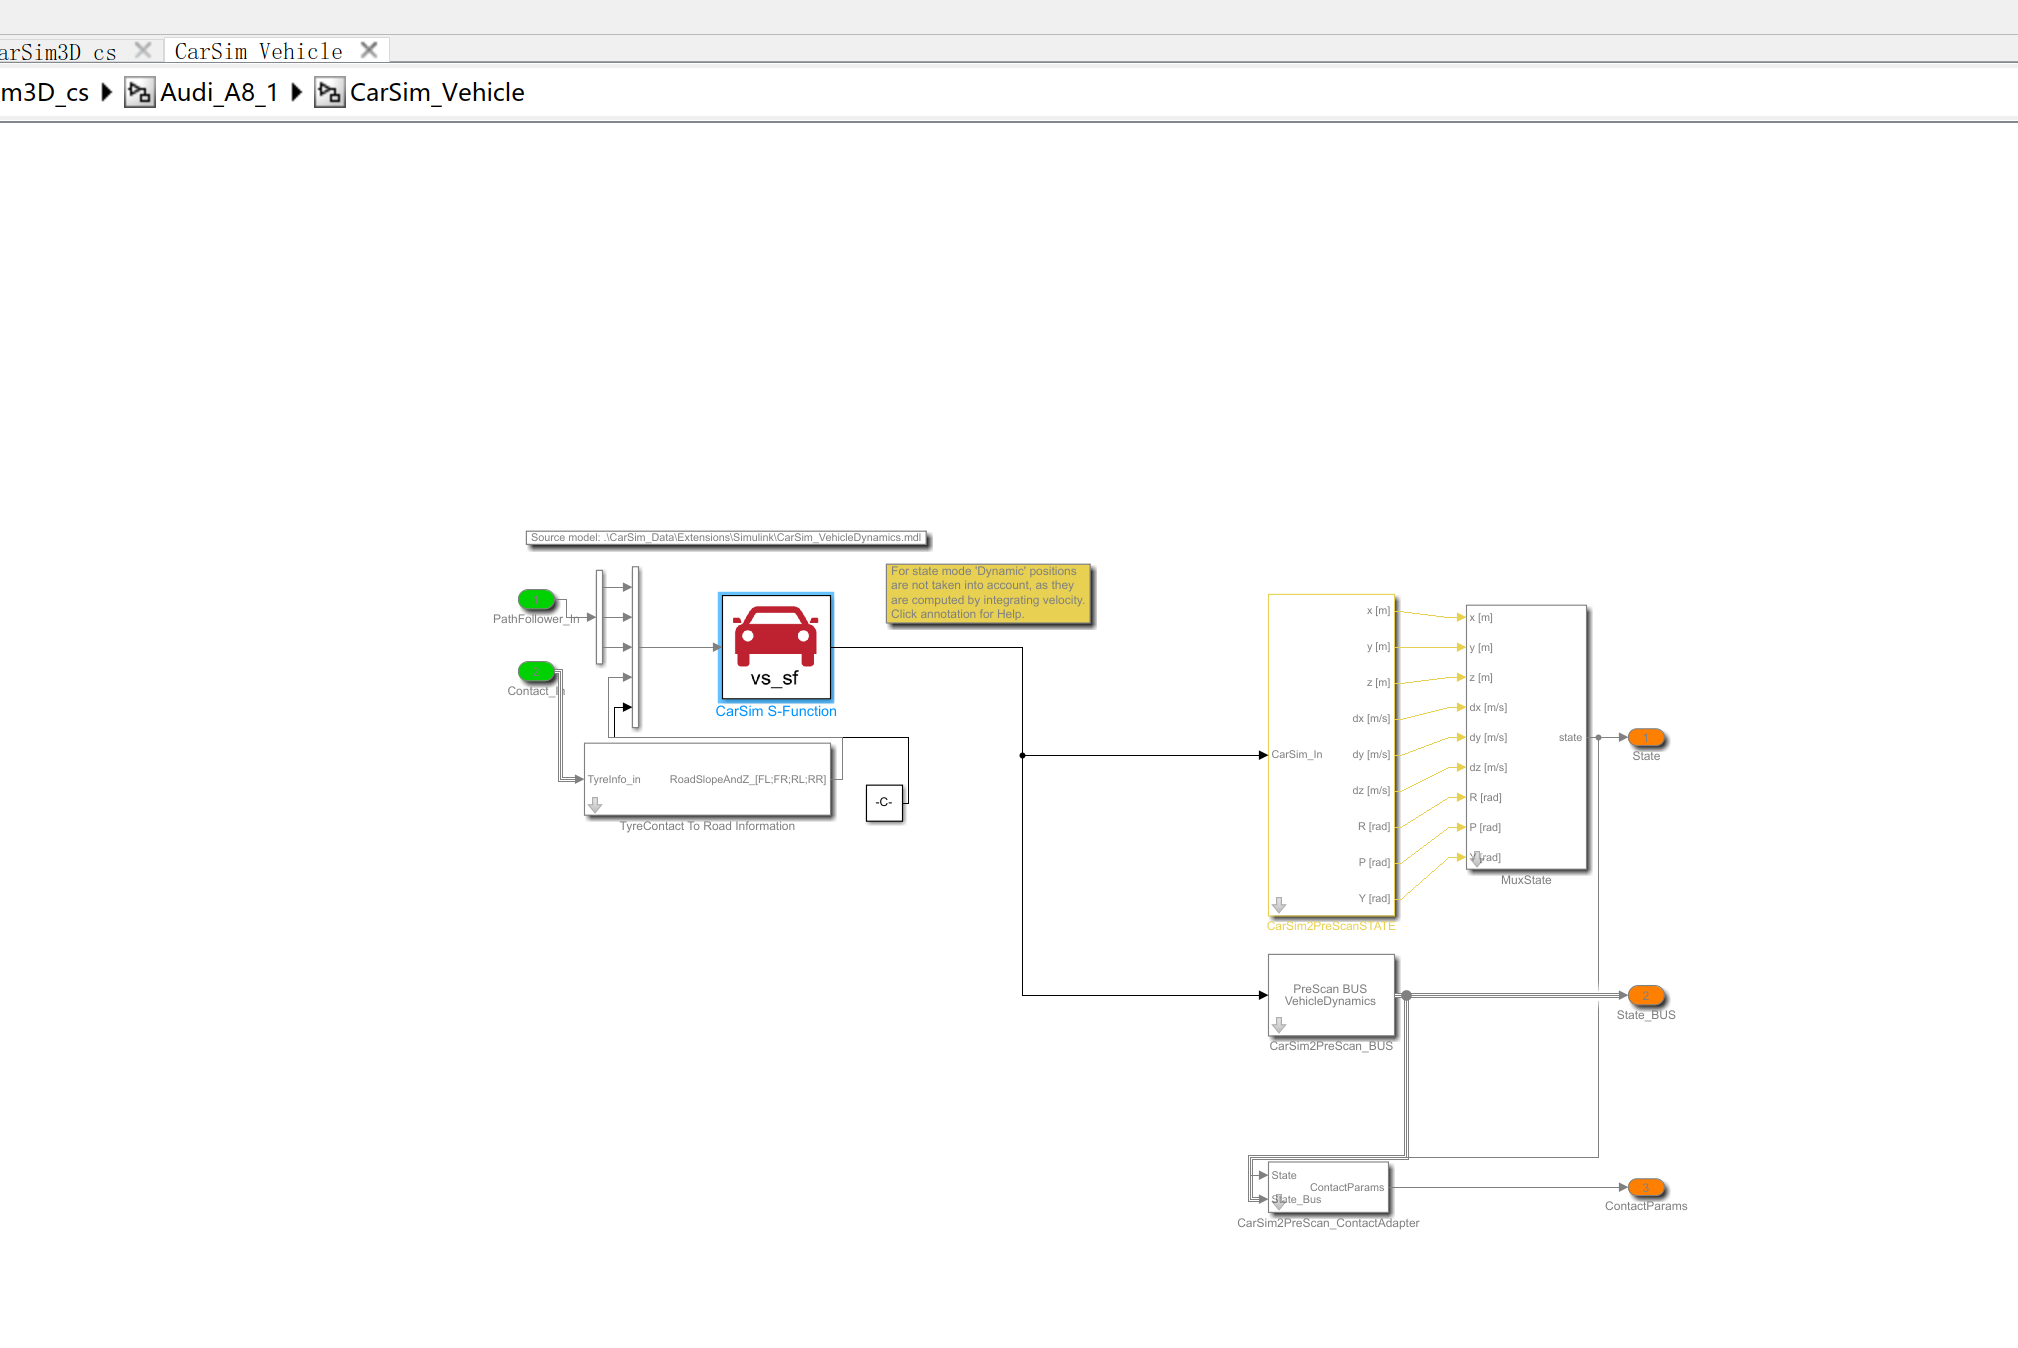 arSim3D cs
CarSim Vehicle
m3D_cs
Audi_A8_1
CarSim_Vehicle
Source model: .\CarSim_Data\Extensions\Simulink\CarSim_VehicleDynamics.mdl
For state mode 'Dynamic' positions
are not taken into account, as they
are computed by integrating velocity.
Click annotation for Help.
1
PathFollower_In
Contact_In
vs_sf
CarSim S-Function
TyreInfo_in
RoadSlopeAndZ_[FL;FR;RL;RR]
TyreContact To Road Information
-C-
CarSim_In
x [m]
y [m]
z [m]
dx [m/s]
dy [m/s]
dz [m/s]
R [rad]
P [rad]
Y [rad]
CarSim2PreScanSTATE
x [m]
y [m]
z [m]
dx [m/s]
dy [m/s]
dz [m/s]
R [rad]
P [rad]
Y [rad]
state
MuxState
1
State
PreScan BUS
VehicleDynamics
CarSim2PreScan_BUS
2
State_BUS
State
State_Bus
ContactParams
CarSim2PreScan_ContactAdapter
3
ContactParams